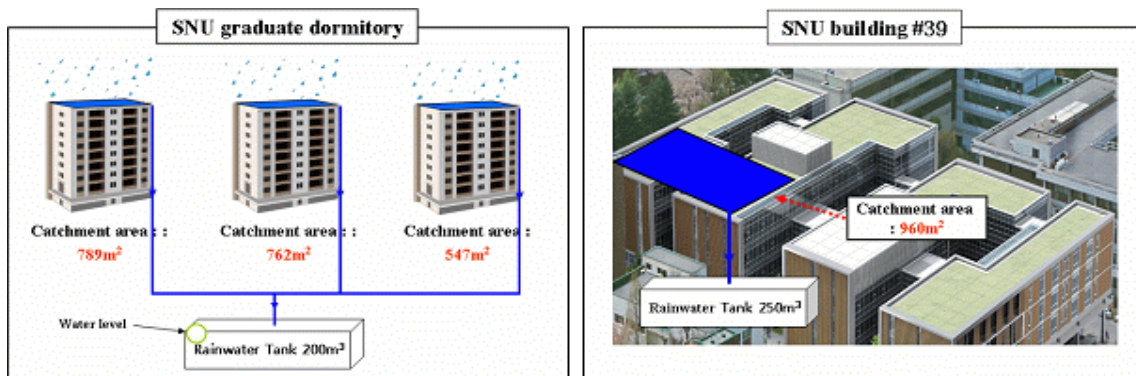 SNU graduate dormitory
Catchment area : :
789m²
Catchment area : :
762m²
Catchment area :
547m²
Water level
Rainwater Tank 200m³
SNU building #39
Catchment area
: 960m²
Rainwater Tank 250m³